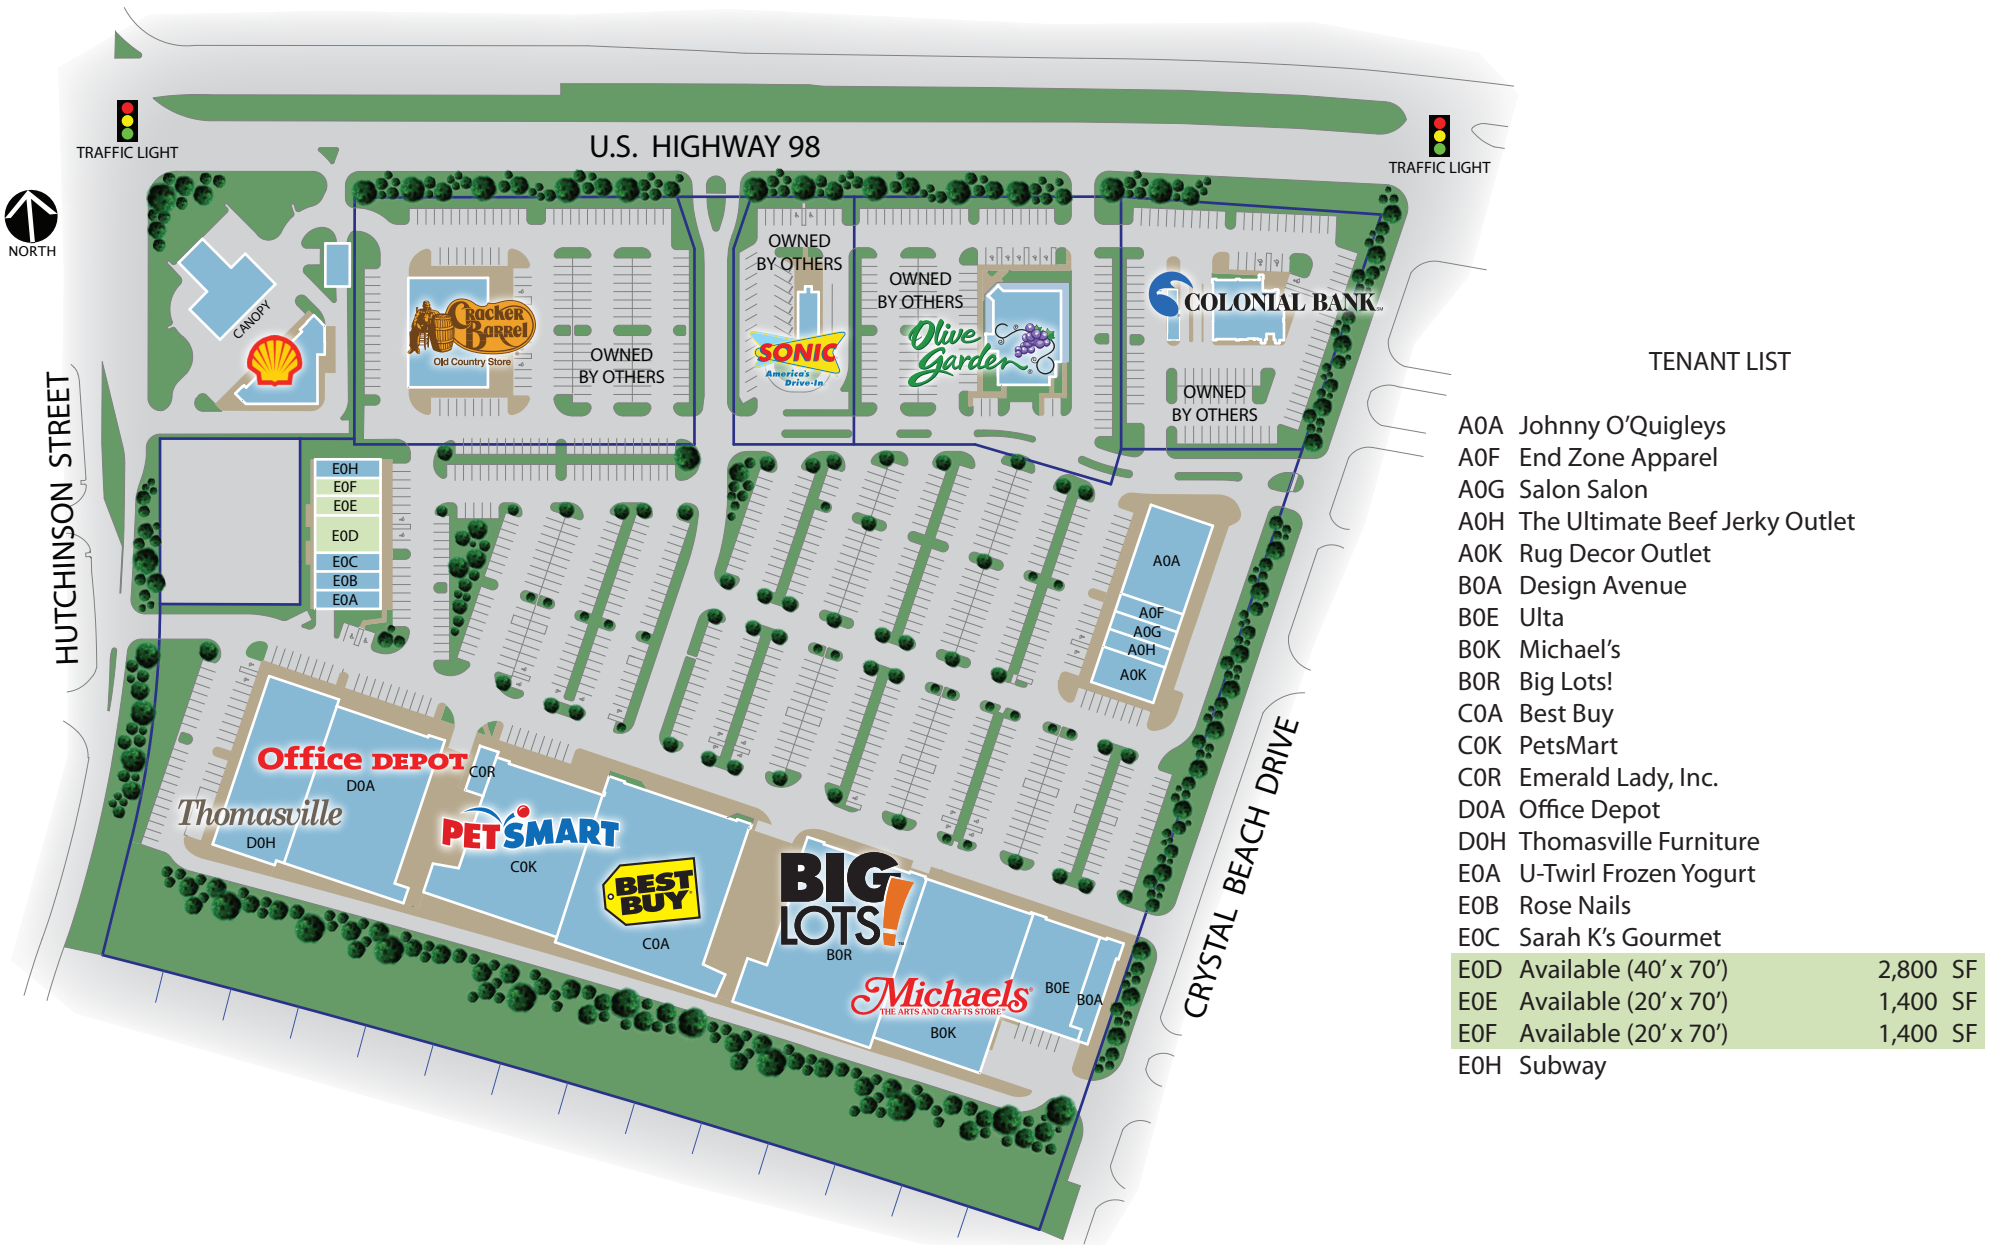 TRAFFIC LIGHT
U.S. HIGHWAY 98
TRAFFIC LIGHT
NORTH
HUTCHINSON STREET
CRYSTAL BEACH DRIVE
CANOPY
Cracker
Barrel
Old Country Store
OWNED
BY OTHERS
OWNED
BY OTHERS
SONIC
America's
Drive-In
OWNED
BY OTHERS
Olive
Garden
COLONIAL BANK
OWNED
BY OTHERS
E0H
E0F
E0E
E0D
E0C
E0B
E0A
A0A
A0F
A0G
A0H
A0K
Office DEPOT
D0A
Thomasville
D0H
C0R
PETSMART
C0K
BEST
BUY
C0A
BIG
LOTS!
B0R
Michaels
THE ARTS AND CRAFTS STORE
B0K
B0E
B0A
TENANT LIST
A0A Johnny O'Quigleys
A0F End Zone Apparel
A0G Salon Salon
A0H The Ultimate Beef Jerky Outlet
A0K Rug Decor Outlet
B0A Design Avenue
B0E Ulta
B0K Michael's
B0R Big Lots!
C0A Best Buy
C0K PetsMart
C0R Emerald Lady, Inc.
D0A Office Depot
D0H Thomasville Furniture
E0A U-Twirl Frozen Yogurt
E0B Rose Nails
E0C Sarah K's Gourmet
E0D Available (40' x 70') 2,800 SF
E0E Available (20' x 70') 1,400 SF
E0F Available (20' x 70') 1,400 SF
E0H Subway